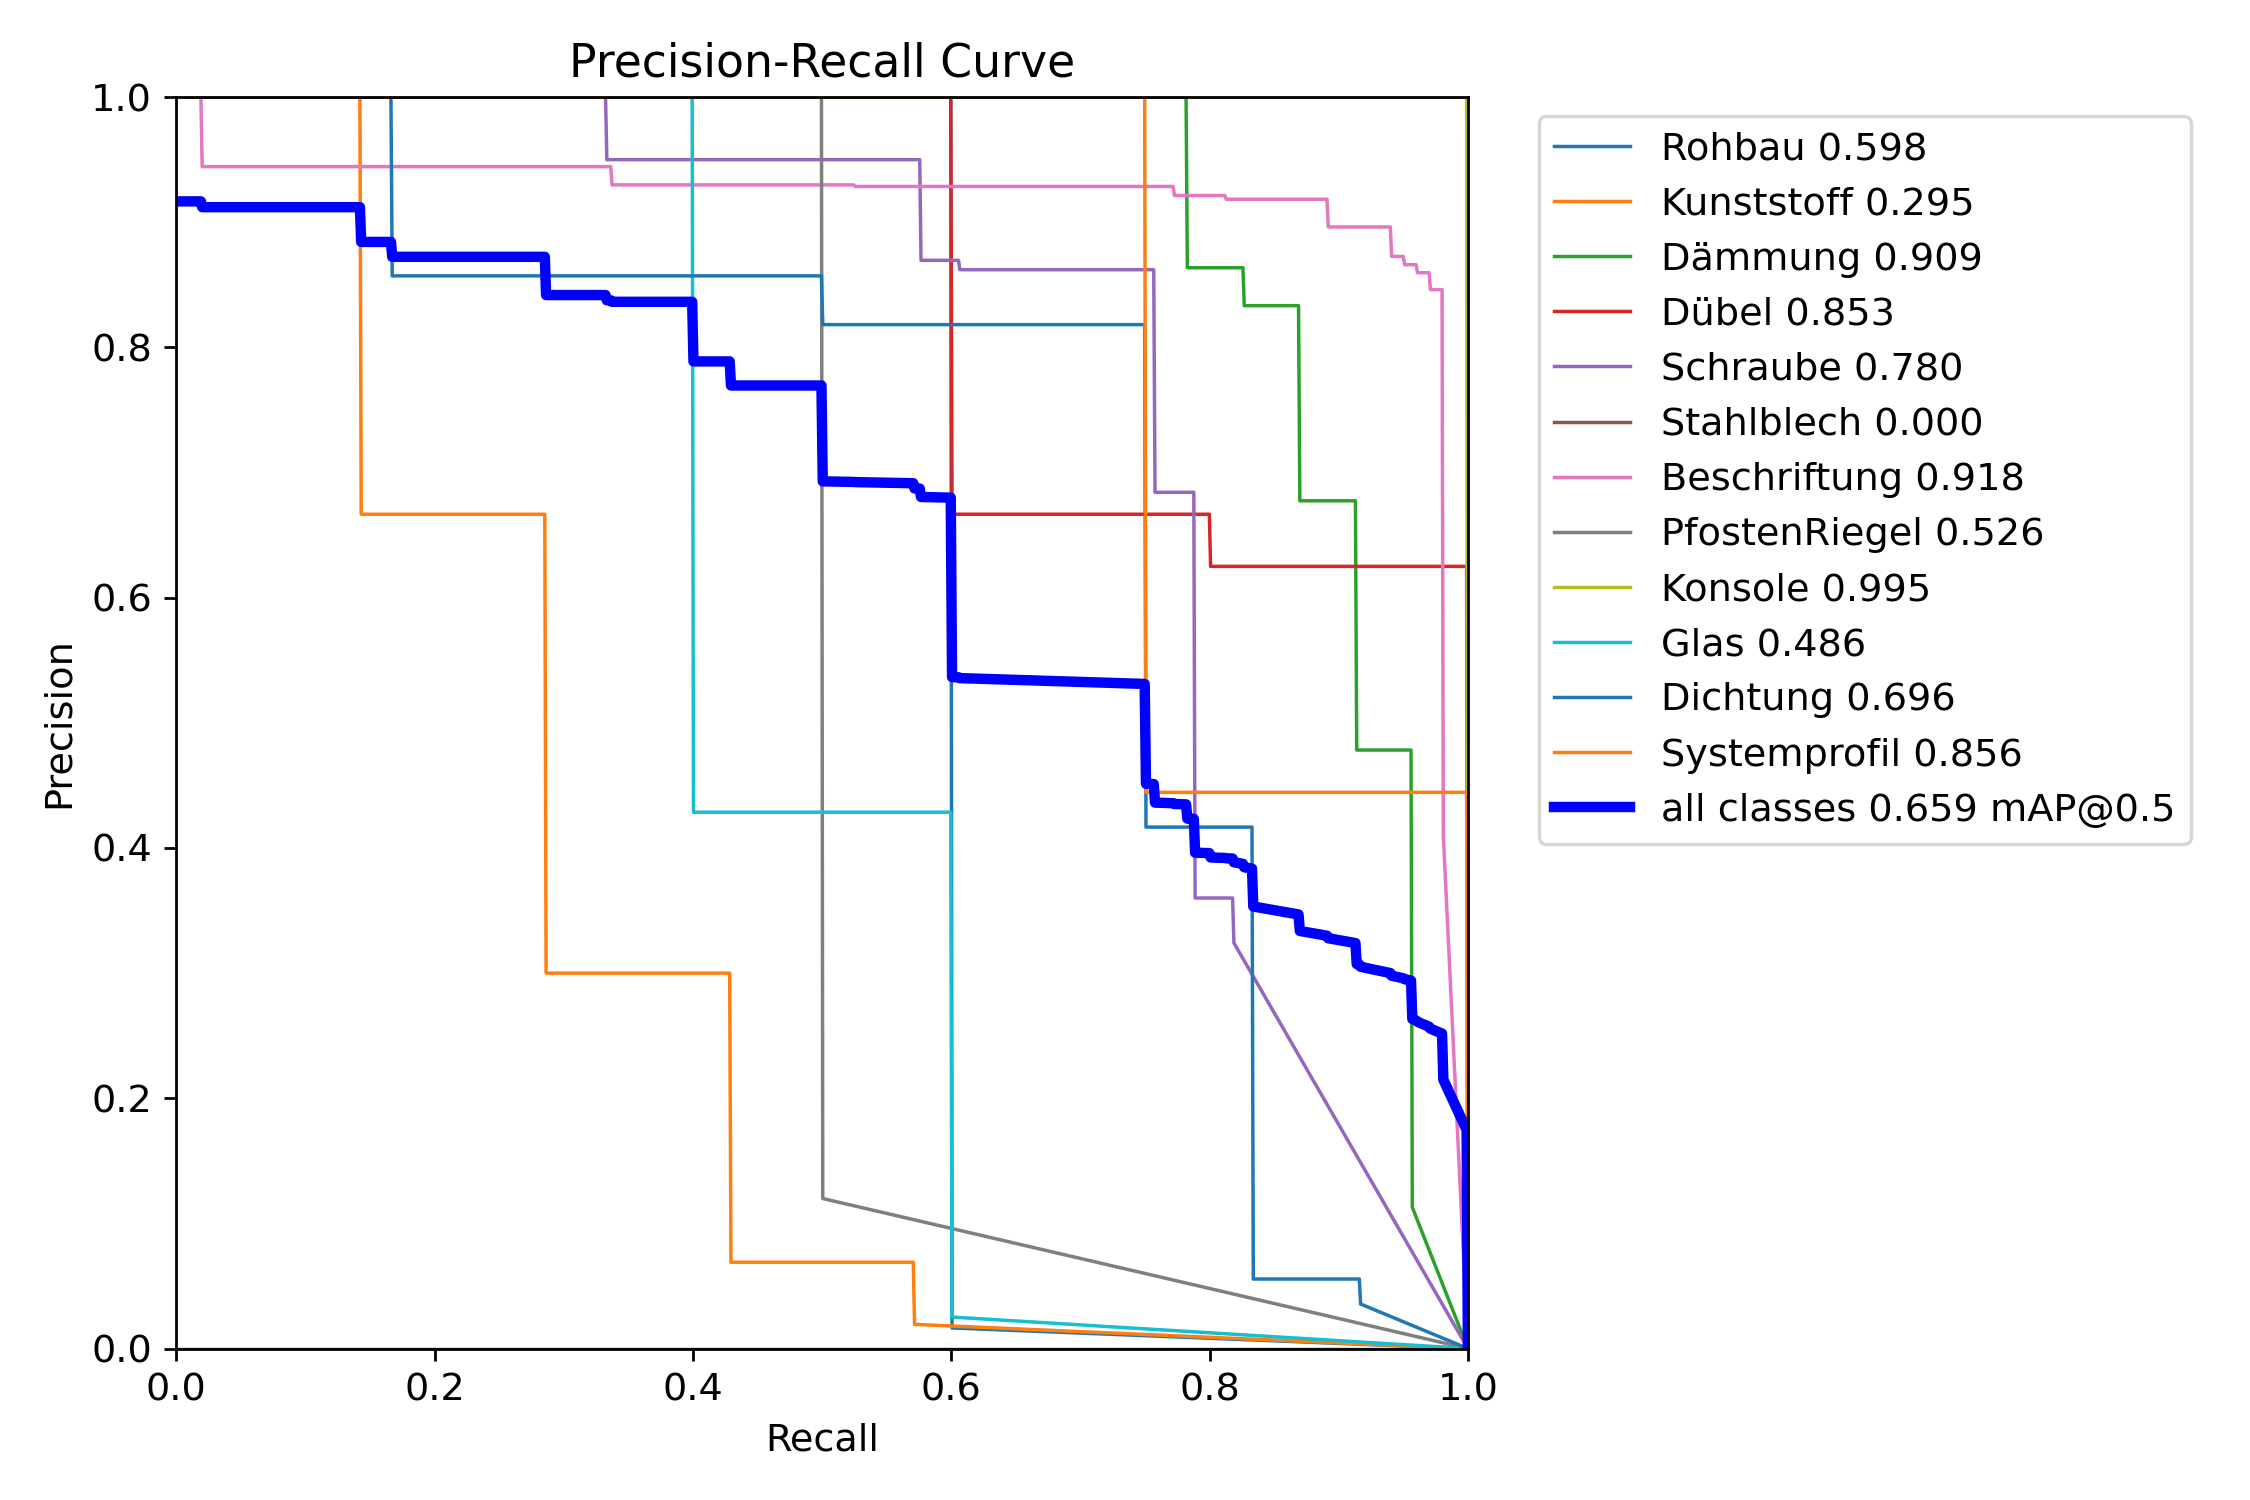 Precision-Recall Curve
1.0
0.8
0.6
0.4
0.2
0.0
Precision
0.0 0.2 0.4 0.6 0.8 1.0
Recall
Rohbau 0.598
Kunststoff 0.295
Dämmung 0.909
Dübel 0.853
Schraube 0.780
Stahlblech 0.000
Beschriftung 0.918
PfostenRiegel 0.526
Konsole 0.995
Glas 0.486
Dichtung 0.696
Systemprofil 0.856
all classes 0.659 mAP@0.5